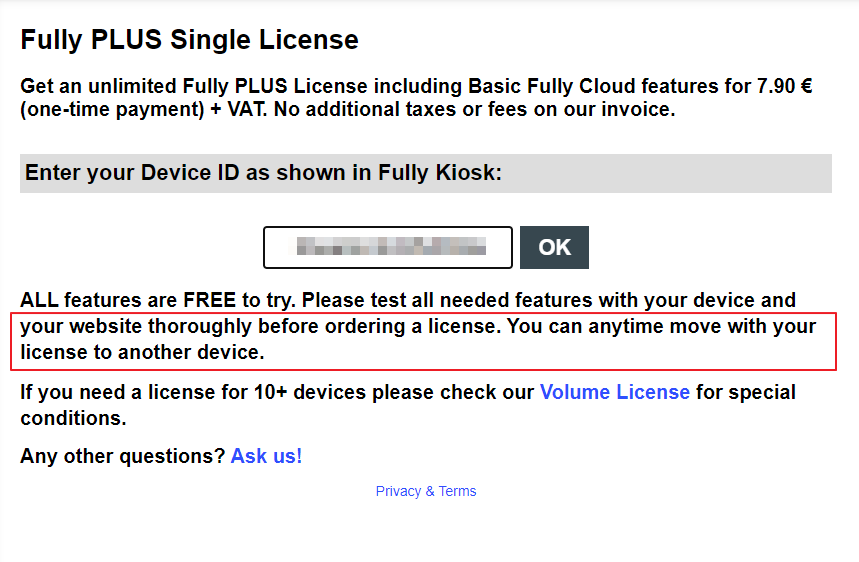 Fully PLUS Single License
Get an unlimited Fully PLUS License including Basic Fully Cloud features for 7.90 €
(one-time payment) + VAT. No additional taxes or fees on our invoice.
Enter your Device ID as shown in Fully Kiosk:
OK
ALL features are FREE to try. Please test all needed features with your device and
your website thoroughly before ordering a license. You can anytime move with your
license to another device.
If you need a license for 10+ devices please check our Volume License for special
conditions.
Any other questions? Ask us!
Privacy & Terms